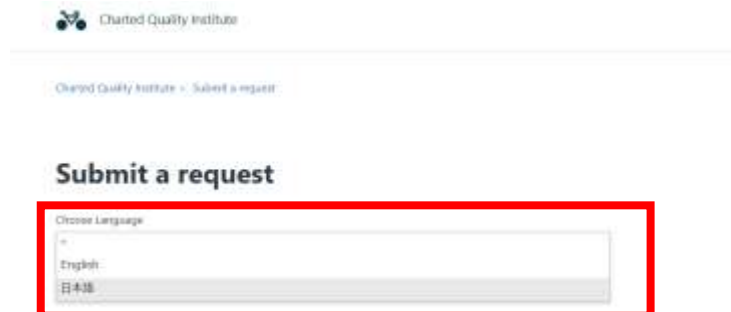 Charted Quality Institute
Charted Quality Institute > Submit a request
Submit a request
Choose Language
-
English
日本語